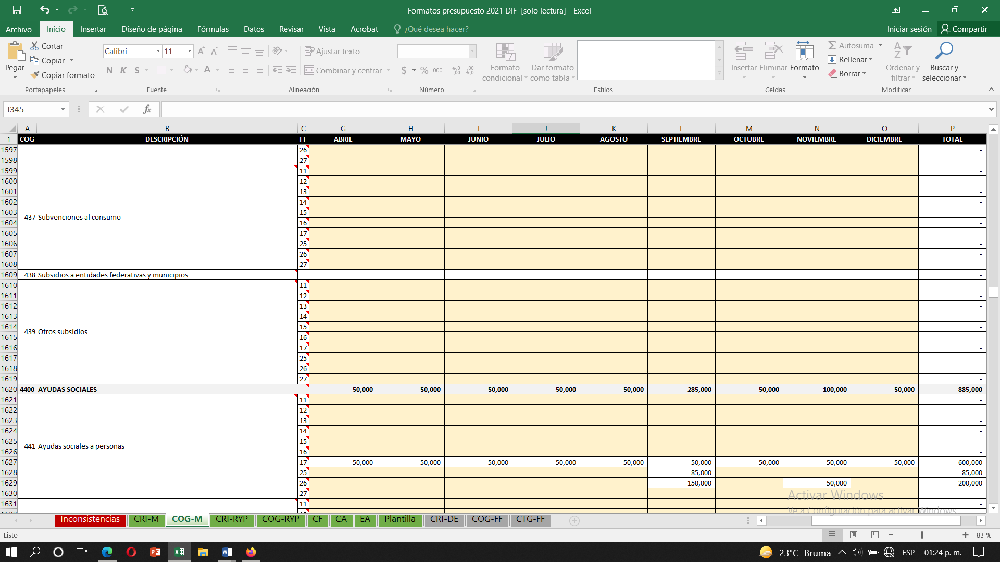 Formatos presupuesto 2021 DIF [solo lectura] - Excel
Archivo Inicio Insertar Diseño de página Fórmulas Datos Revisar Vista Acrobat ¿Qué desea hacer? Iniciar sesión Compartir
Pegar
Cortar
Copiar
Copiar formato
Portapapeles
Calibri 11
N K S
Fuente
Ajustar texto
Combinar y centrar
Alineación
$ % 000
Número
Formato condicional
Dar formato como tabla
Estilos
Insertar Eliminar Formato
Celdas
Autosuma
Rellenar
Borrar
Ordenar y filtrar
Buscar y seleccionar
Modificar
J345 fx
A B C G H I J K L M N O P
1 COG DESCRIPCIÓN FF ABRIL MAYO JUNIO JULIO AGOSTO SEPTIEMBRE OCTUBRE NOVIEMBRE DICIEMBRE TOTAL
1597 26 -
1598 27 -
1599 11 -
1600 12 -
1601 13 -
1602 14 -
1603 15 -
437 Subvenciones al consumo
1604 16 -
1605 17 -
1606 25 -
1607 26 -
1608 27 -
1609 438 Subsidios a entidades federativas y municipios -
1610 11 -
1611 12 -
1612 13 -
1613 14 -
1614 15 -
439 Otros subsidios
1615 16 -
1616 17 -
1617 25 -
1618 26 -
1619 27 -
1620 4400 AYUDAS SOCIALES 50,000 50,000 50,000 50,000 50,000 285,000 50,000 100,000 50,000 885,000
1621 11 -
1622 12 -
1623 13 -
1624 14 -
1625 15 -
441 Ayudas sociales a personas
1626 16 -
1627 17 50,000 50,000 50,000 50,000 50,000 50,000 50,000 50,000 50,000 600,000
1628 25 85,000 85,000
1629 26 150,000 50,000 200,000
1630 27 -
1631 11 -
Activar Windows
Ve a Configuración para activar Windows.
Inconsistencias CRI-M COG-M CRI-RYP COG-RYP CF CA EA Plantilla CRI-DE COG-FF CTG-FF
Listo 83 %
23°C Bruma ESP 01:24 p. m.